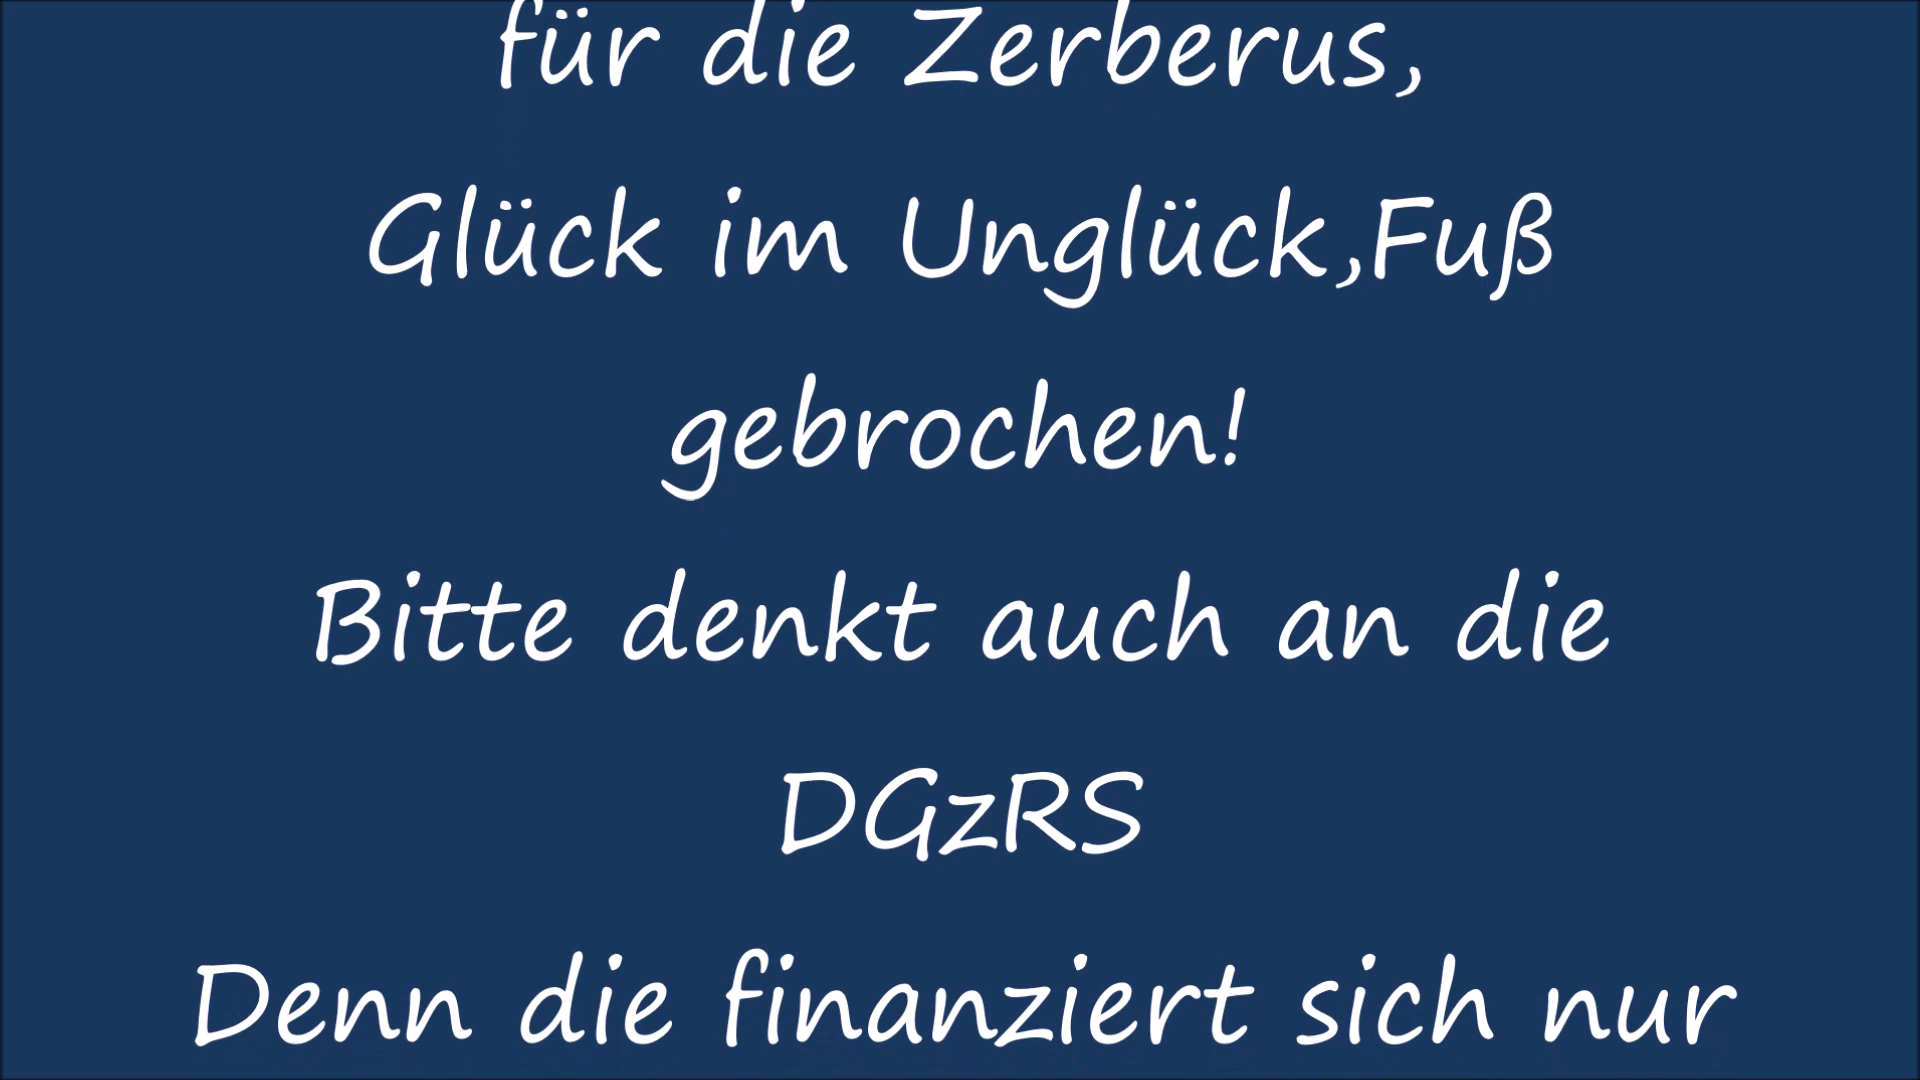 für die Zerberus,
Glück im Unglück,Fuß
gebrochen!
Bitte denkt auch an die
DGzRS
Denn die finanziert sich nur